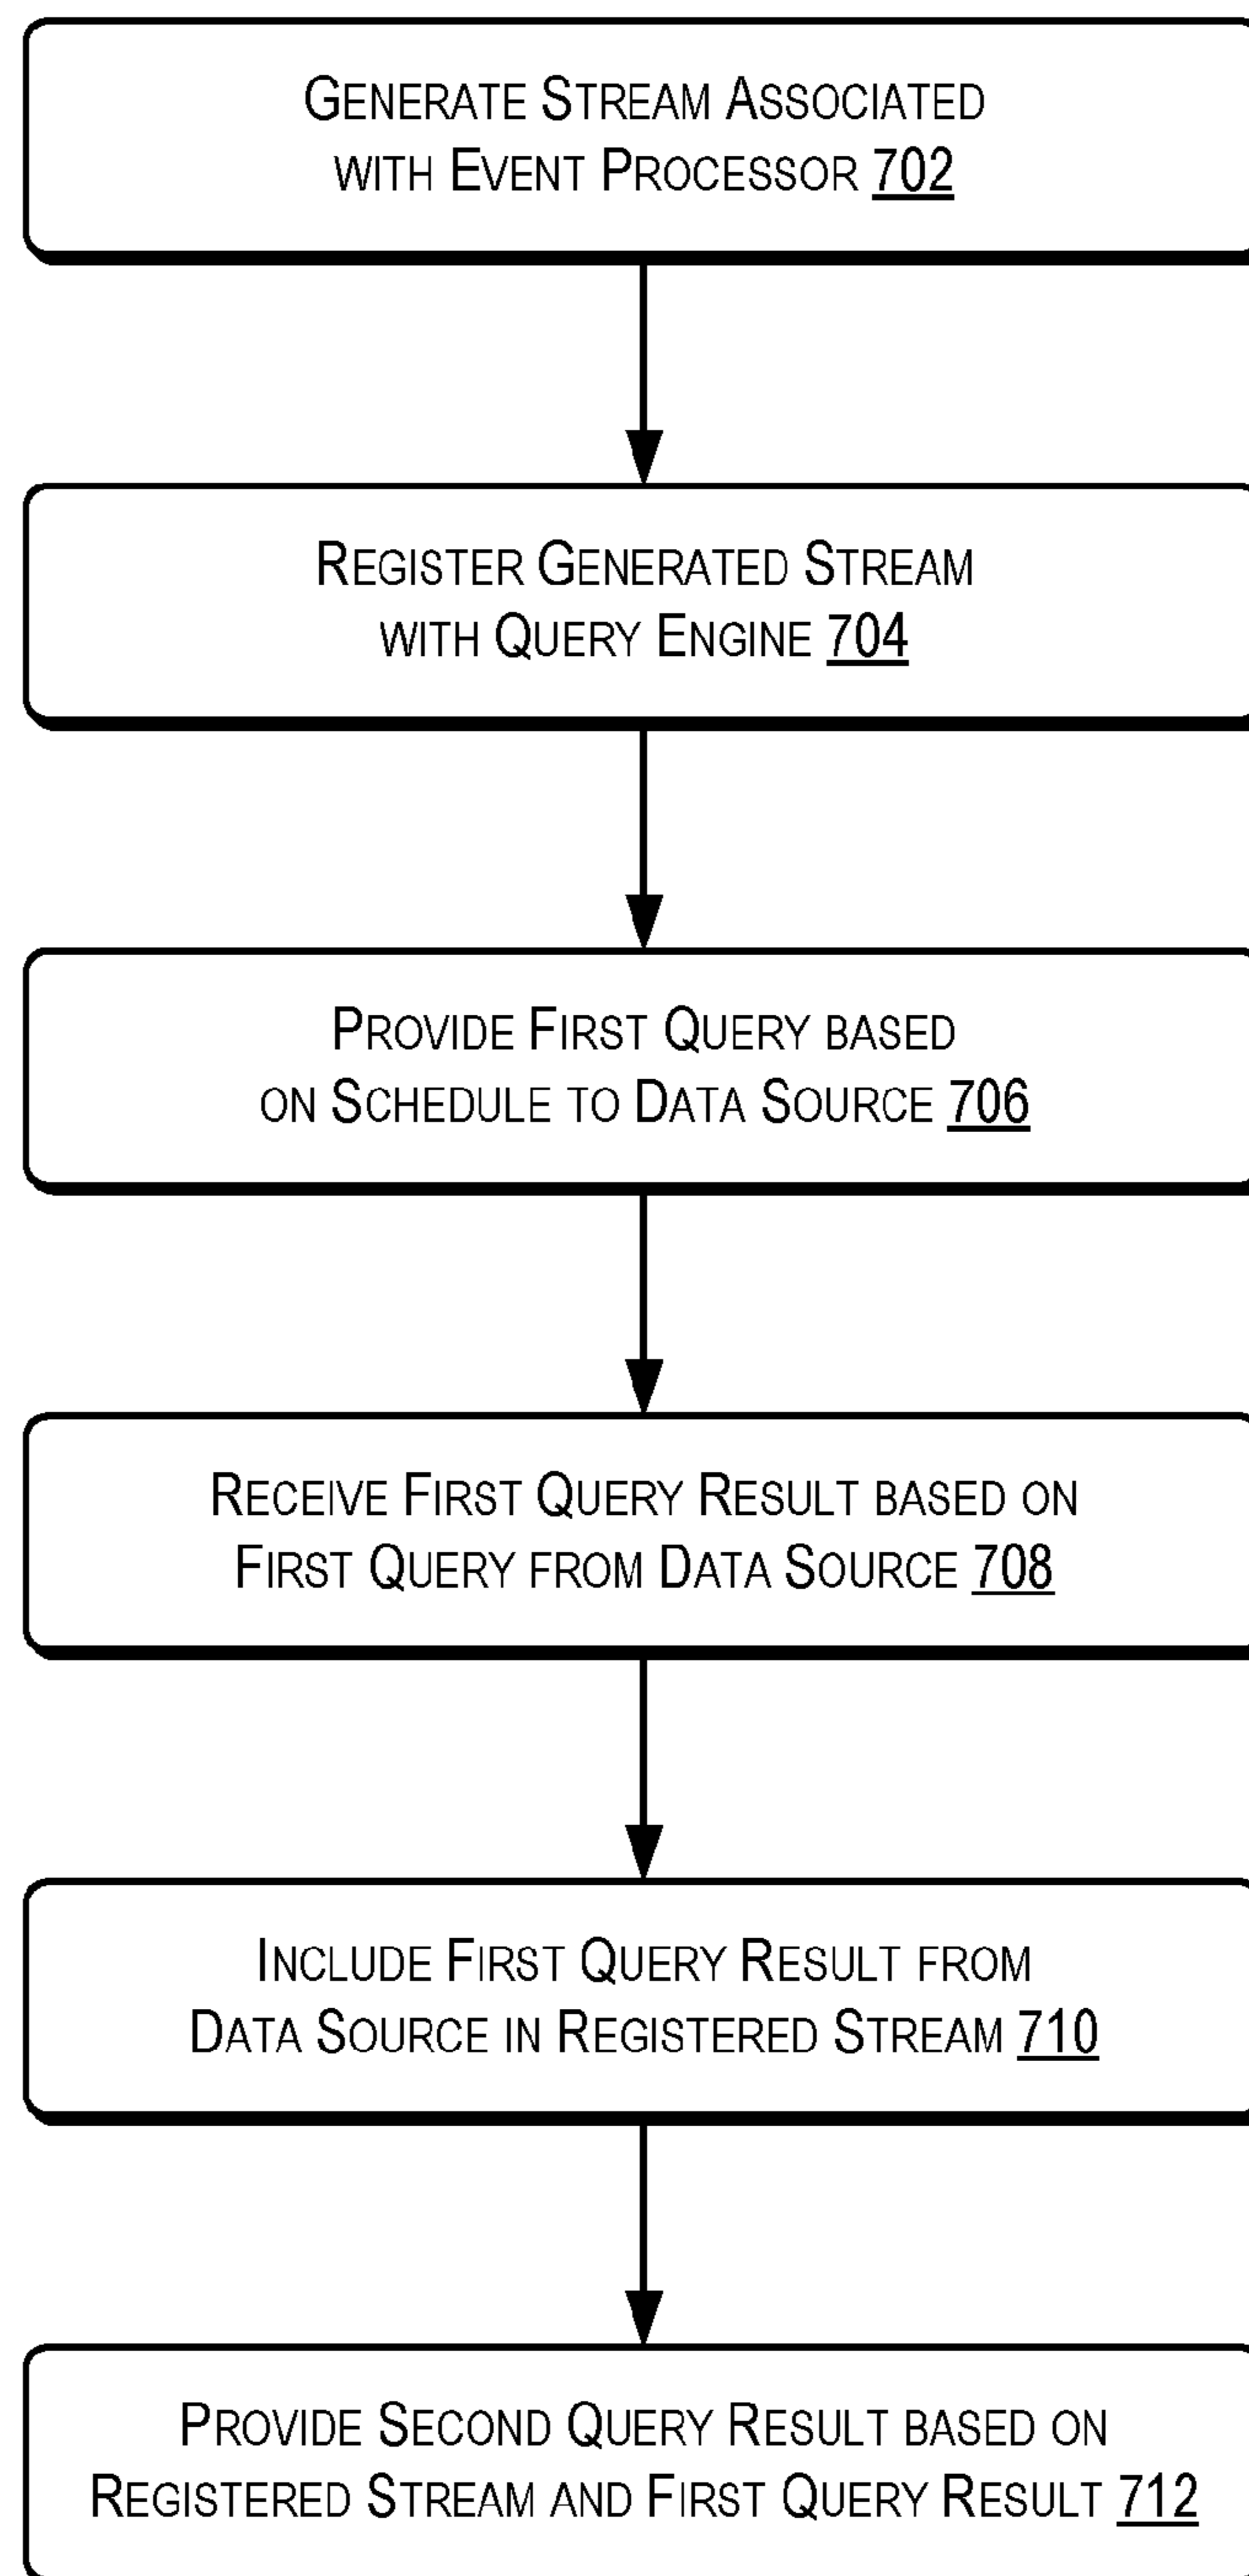 GENERATE STREAM ASSOCIATED
WITH EVENT PROCESSOR 702
REGISTER GENERATED STREAM
WITH QUERY ENGINE 704
PROVIDE FIRST QUERY BASED
ON SCHEDULE TO DATA SOURCE 706
RECEIVE FIRST QUERY RESULT BASED ON
FIRST QUERY FROM DATA SOURCE 708
INCLUDE FIRST QUERY RESULT FROM
DATA SOURCE IN REGISTERED STREAM 710
PROVIDE SECOND QUERY RESULT BASED ON
REGISTERED STREAM AND FIRST QUERY RESULT 712